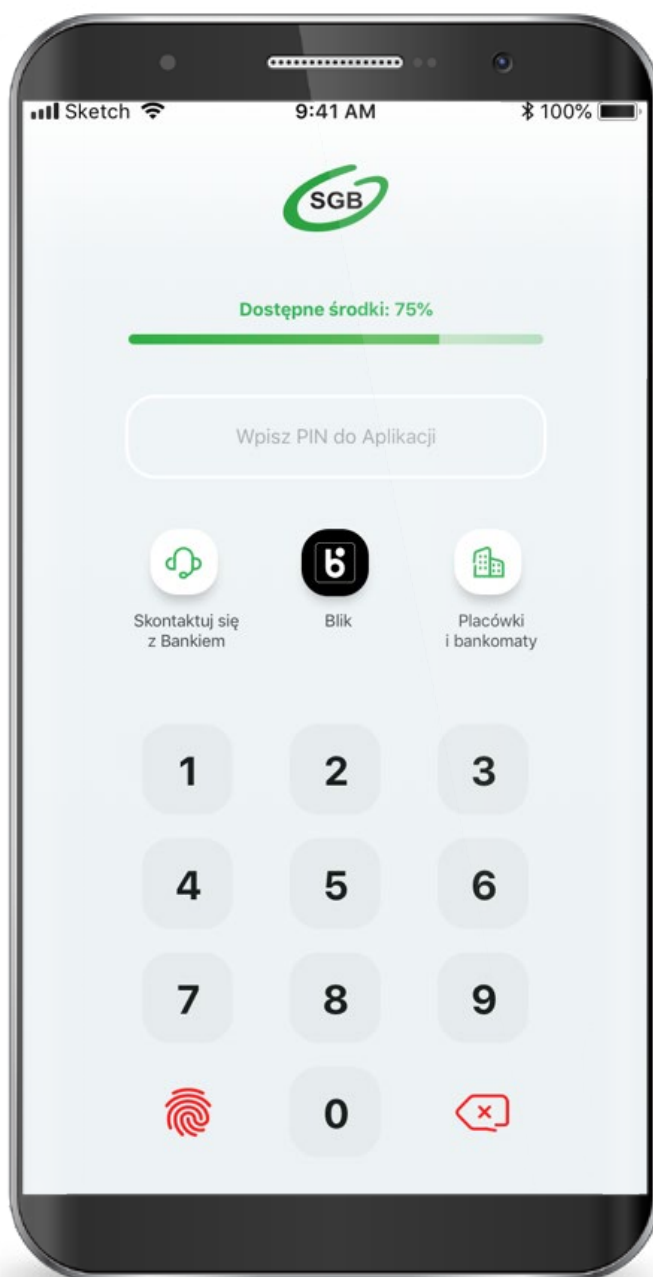 Sketch 9:41 AM 100%
SGB
Dostępne środki: 75%
Wpisz PIN do Aplikacji
Skontaktuj się
z Bankiem
Blik
Placówki
i bankomaty
1 2 3
4 5 6
7 8 9
0